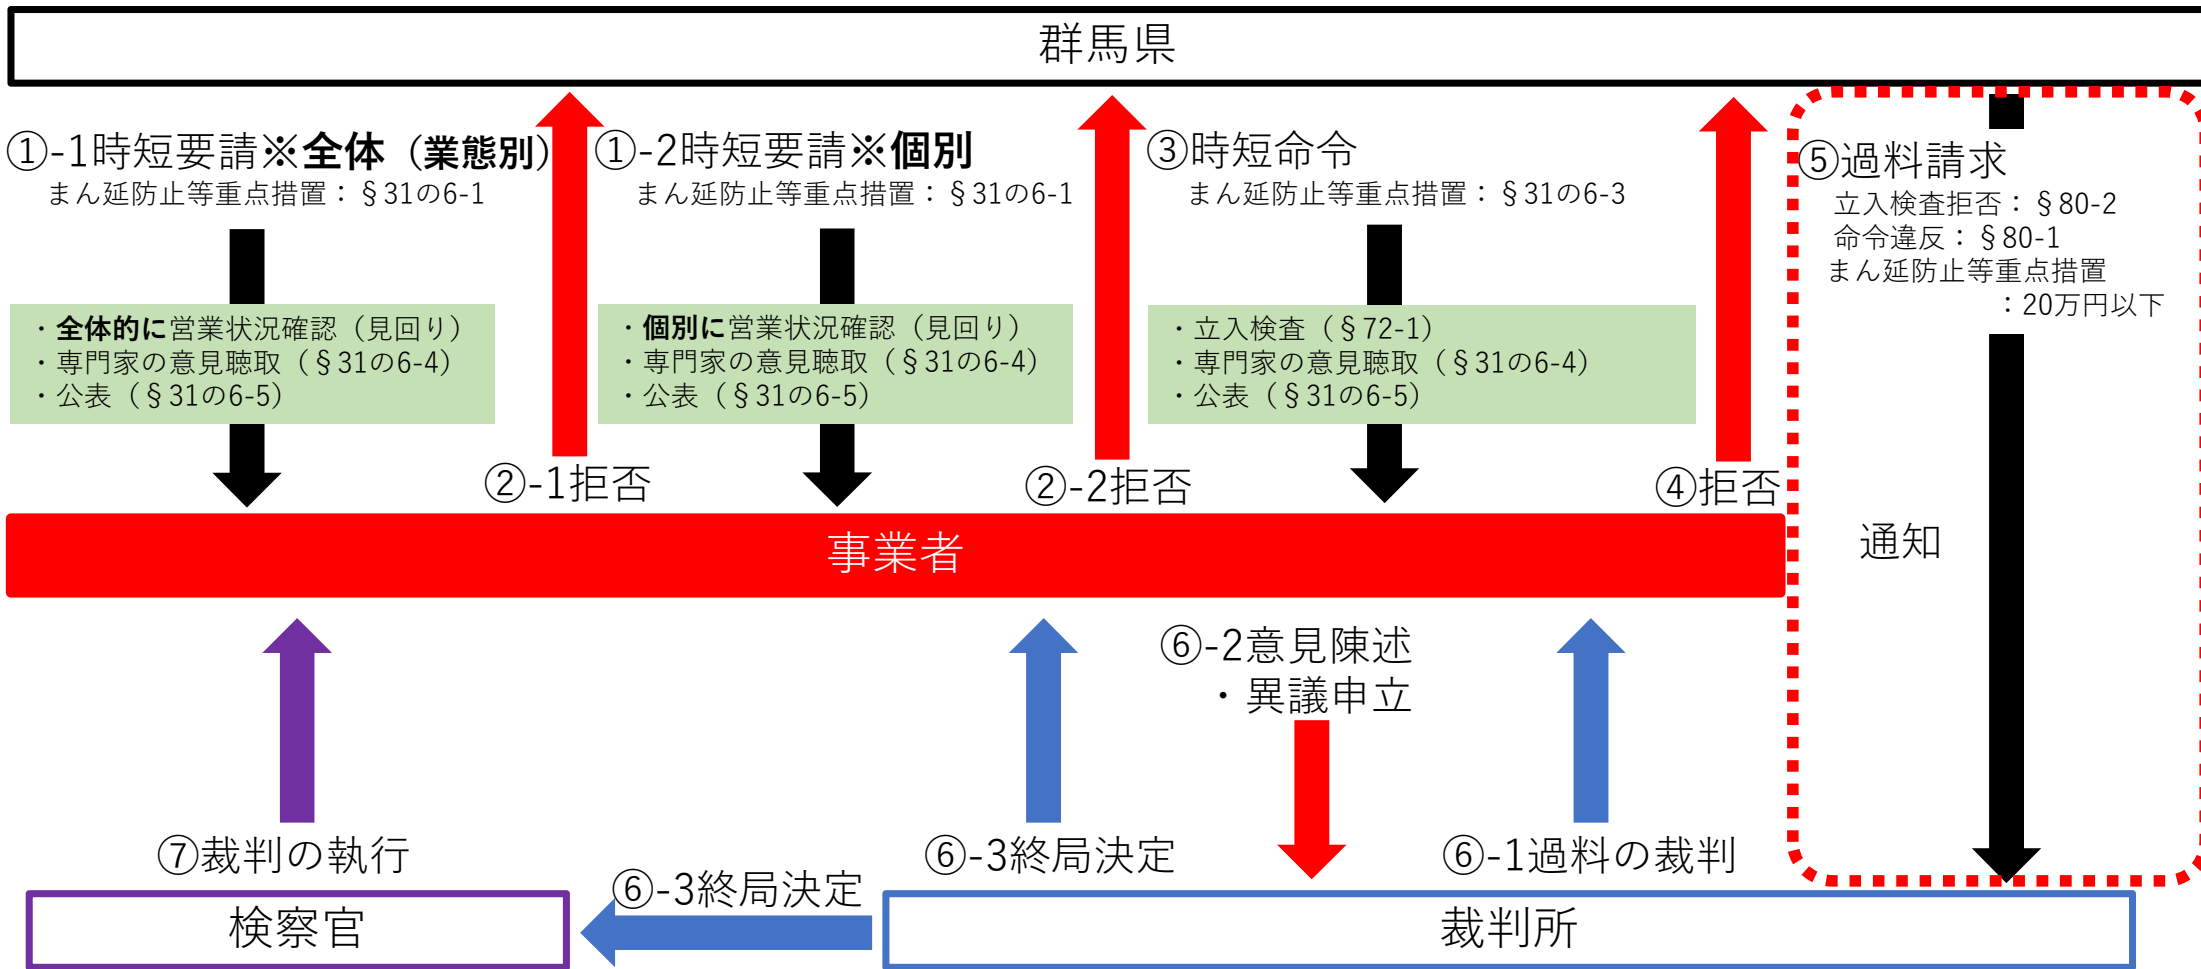 群馬県
①-1時短要請※全体（業態別）
まん延防止等重点措置：§31の6-1
・全体的に営業状況確認（見回り）
・専門家の意見聴取（§31の6-4）
・公表（§31の6-5）
②-1拒否
①-2時短要請※個別
まん延防止等重点措置：§31の6-1
・個別に営業状況確認（見回り）
・専門家の意見聴取（§31の6-4）
・公表（§31の6-5）
②-2拒否
③時短命令
まん延防止等重点措置：§31の6-3
・立入検査（§72-1）
・専門家の意見聴取（§31の6-4）
・公表（§31の6-5）
④拒否
⑤過料請求
立入検査拒否：§80-2
命令違反：§80-1
まん延防止等重点措置
：20万円以下
通知
事業者
⑥-2意見陳述
・異議申立
⑦裁判の執行
⑥-3終局決定
⑥-1過料の裁判
⑥-3終局決定
検察官
裁判所